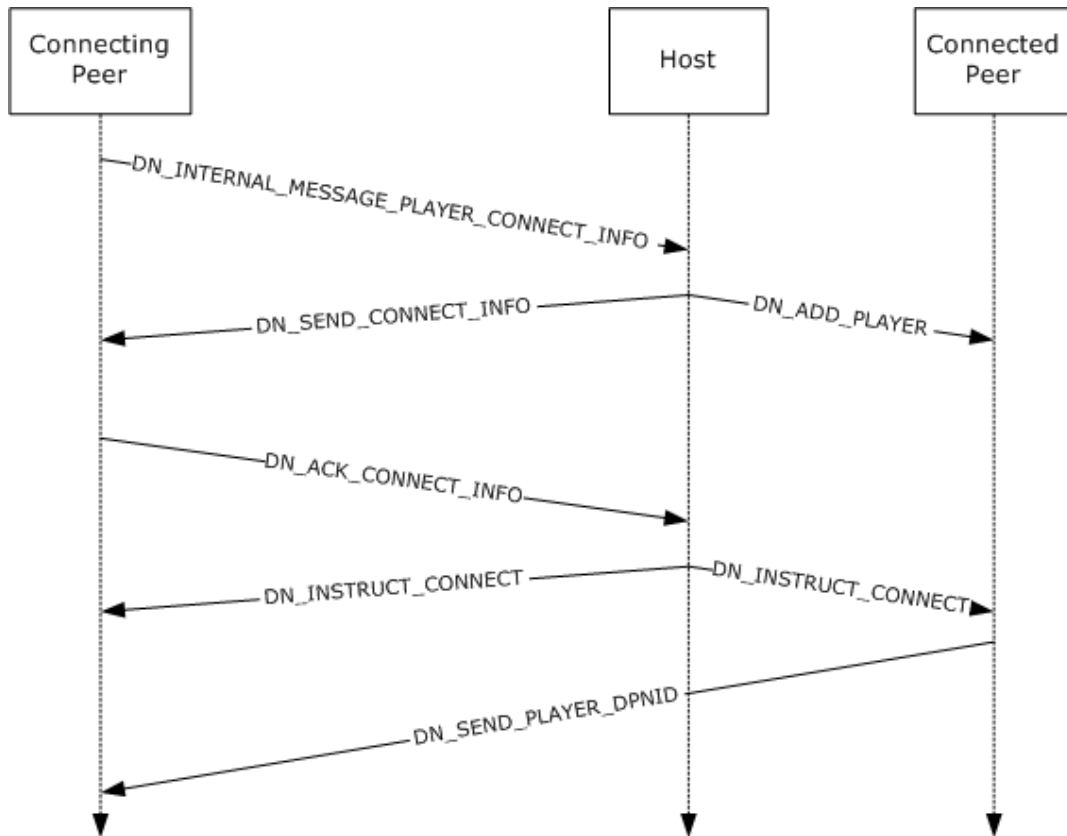 Connecting
Peer
Host
Connected
Peer
DN_INTERNAL_MESSAGE_PLAYER_CONNECT_INFO
DN_SEND_CONNECT_INFO
DN_ADD_PLAYER
DN_ACK_CONNECT_INFO
DN_INSTRUCT_CONNECT
DN_INSTRUCT_CONNECT
DN_SEND_PLAYER_DPNID